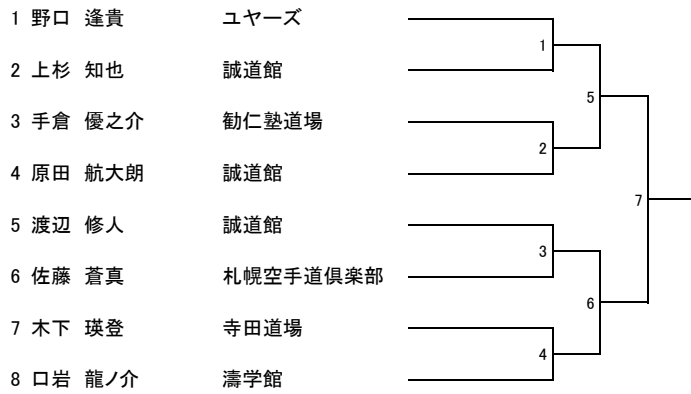 1 野口 逢貴 ユヤーズ
2 上杉 知也 誠道館
3 手倉 優之介 勧仁塾道場
4 原田 航大朗 誠道館
5 渡辺 修人 誠道館
6 佐藤 蒼真 札幌空手道倶楽部
7 木下 瑛登 寺田道場
8 口岩 龍ノ介 濤学館
1
5
2
7
3
6
4